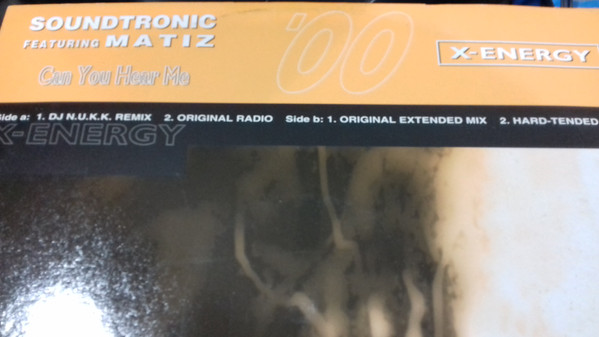 SOUNDTRONIC
FEATURING MATIZ
Can You Hear Me
'00
X-ENERGY
Side a: 1. DJ N.U.K.K. REMIX 2. ORIGINAL RADIO Side b: 1. ORIGINAL EXTENDED MIX 2. HARD-TENDED
X-ENERGY